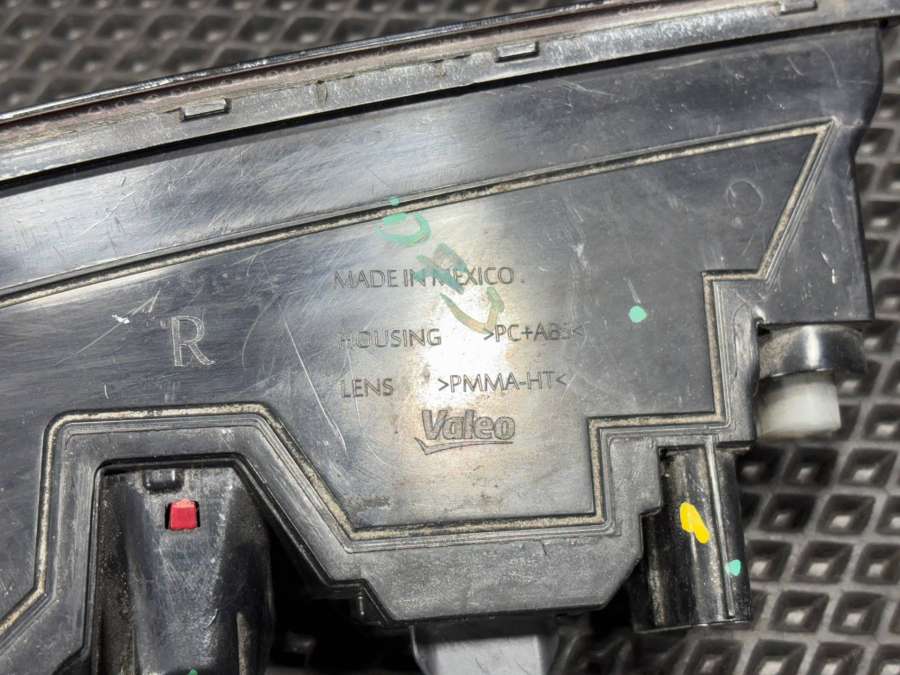 MADE IN MEXICO
R
HOUSING >PC+ABS<
LENS >PMMA-HT<
Valeo